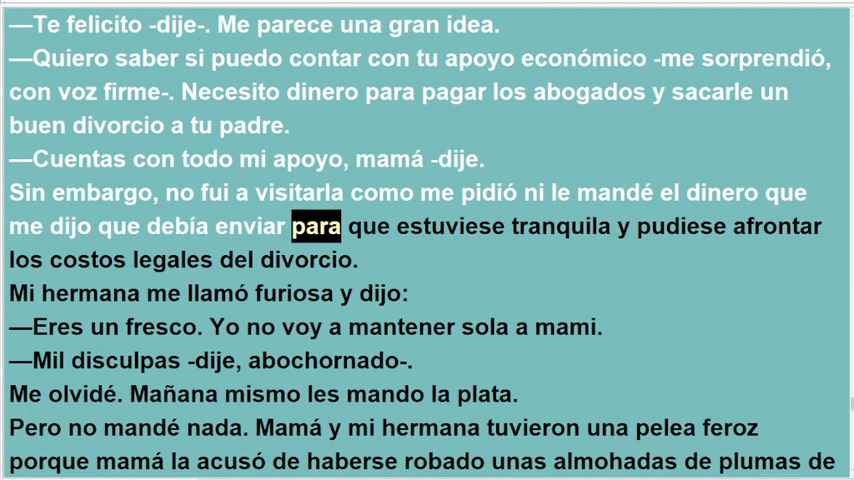 —Te felicito -dije-. Me parece una gran idea.
—Quiero saber si puedo contar con tu apoyo económico -me sorprendió,
con voz firme-. Necesito dinero para pagar los abogados y sacarle un
buen divorcio a tu padre.
—Cuentas con todo mi apoyo, mamá -dije.
Sin embargo, no fui a visitarla como me pidió ni le mandé el dinero que
me dijo que debía enviar para que estuviese tranquila y pudiese afrontar
los costos legales del divorcio.
Mi hermana me llamó furiosa y dijo:
—Eres un fresco. Yo no voy a mantener sola a mami.
—Mil disculpas -dije, abochornado-.
Me olvidé. Mañana mismo les mando la plata.
Pero no mandé nada. Mamá y mi hermana tuvieron una pelea feroz
porque mamá la acusó de haberse robado unas almohadas de plumas de